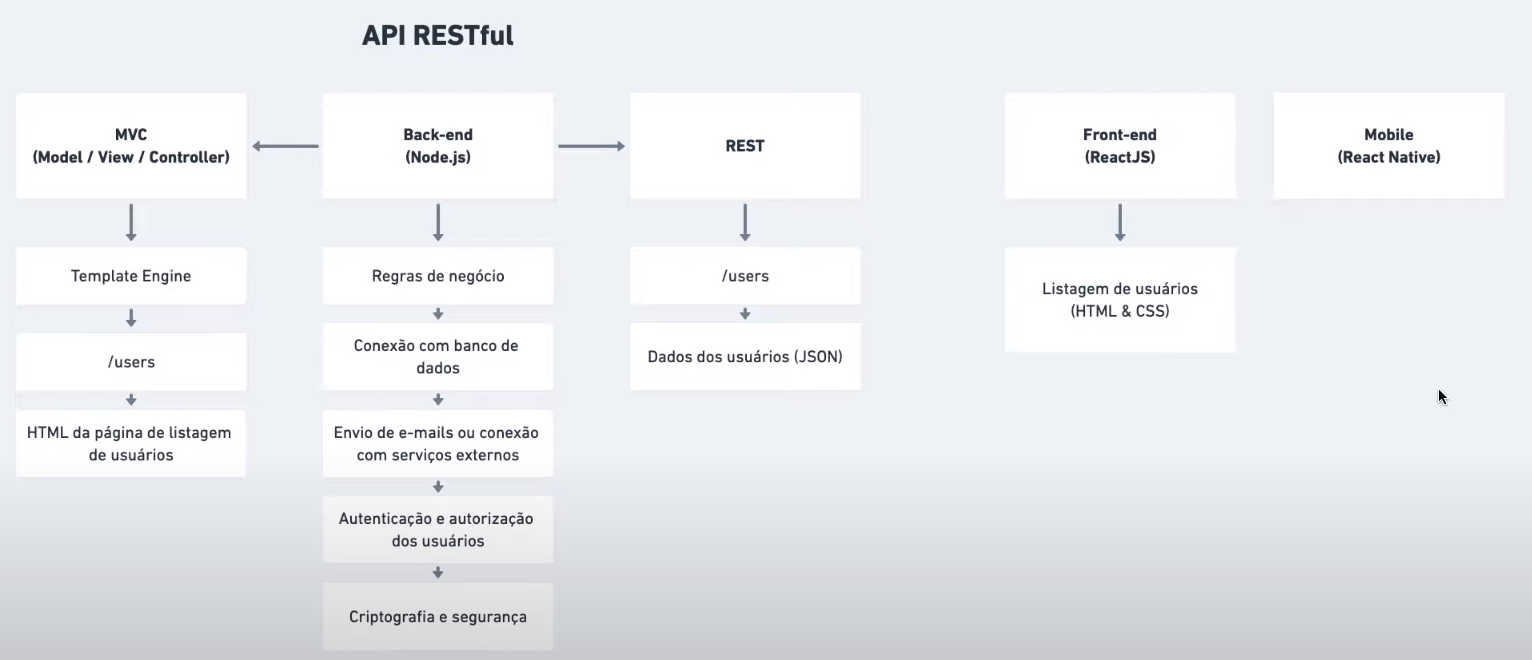 API RESTful
MVC
(Model / View / Controller)
Template Engine
/users
HTML da página de listagem
de usuários
Back-end
(Node.js)
Regras de negócio
Conexão com banco de
dados
Envio de e-mails ou conexão
com serviços externos
Autenticação e autorização
dos usuários
Criptografia e segurança
REST
/users
Dados dos usuários (JSON)
Front-end
(ReactJS)
Listagem de usuários
(HTML & CSS)
Mobile
(React Native)